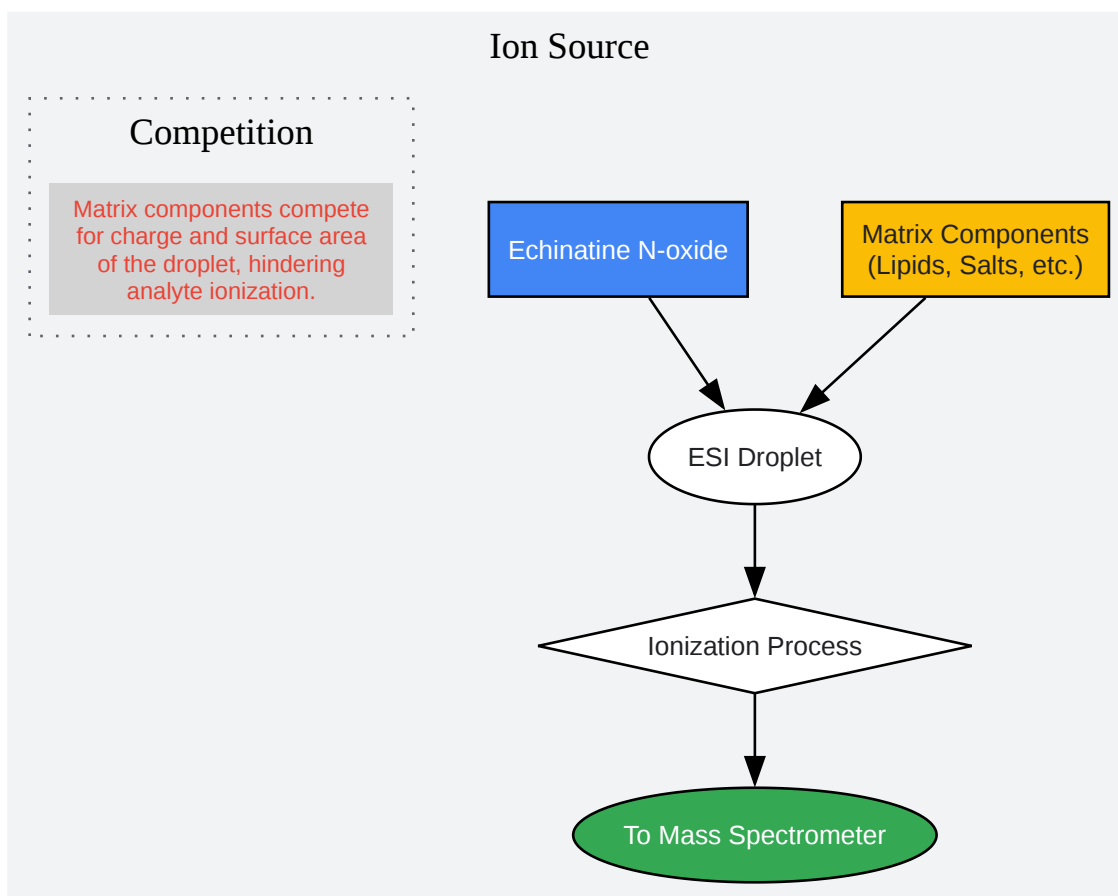 Ion Source
Competition
Matrix components compete
for charge and surface area
of the droplet, hindering
analyte ionization.
Echinatine N-oxide
Matrix Components
(Lipids, Salts, etc.)
ESI Droplet
Ionization Process
To Mass Spectrometer